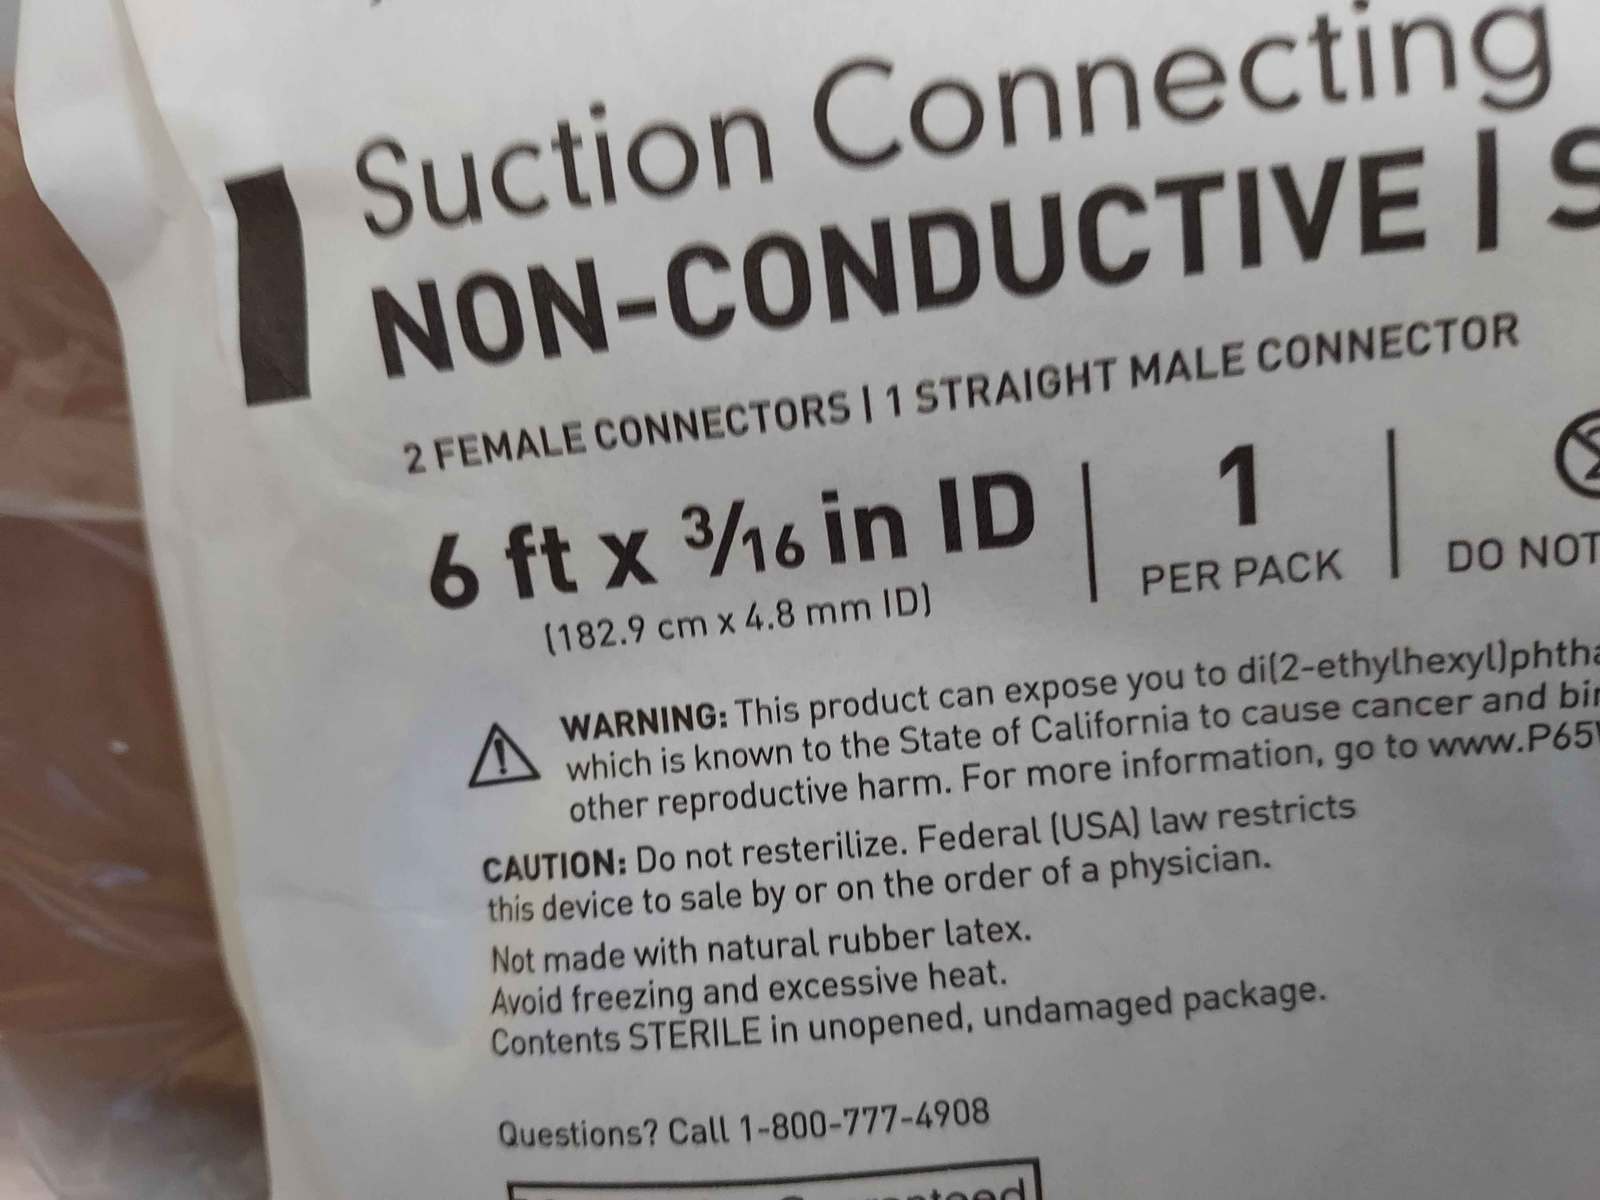 Suction Connecting
NON-CONDUCTIVE | S
2 FEMALE CONNECTORS | 1 STRAIGHT MALE CONNECTOR
6 ft x 3/16 in ID
(182.9 cm x 4.8 mm ID)
1
PER PACK
2
DO NOT
WARNING: This product can expose you to di(2-ethylhexyl)phtha
which is known to the State of California to cause cancer and bir
other reproductive harm. For more information, go to www.P65W
CAUTION: Do not resterilize. Federal (USA) law restricts
this device to sale by or on the order of a physician.
Not made with natural rubber latex.
Avoid freezing and excessive heat.
Contents STERILE in unopened, undamaged package.
Questions? Call 1-800-777-4908